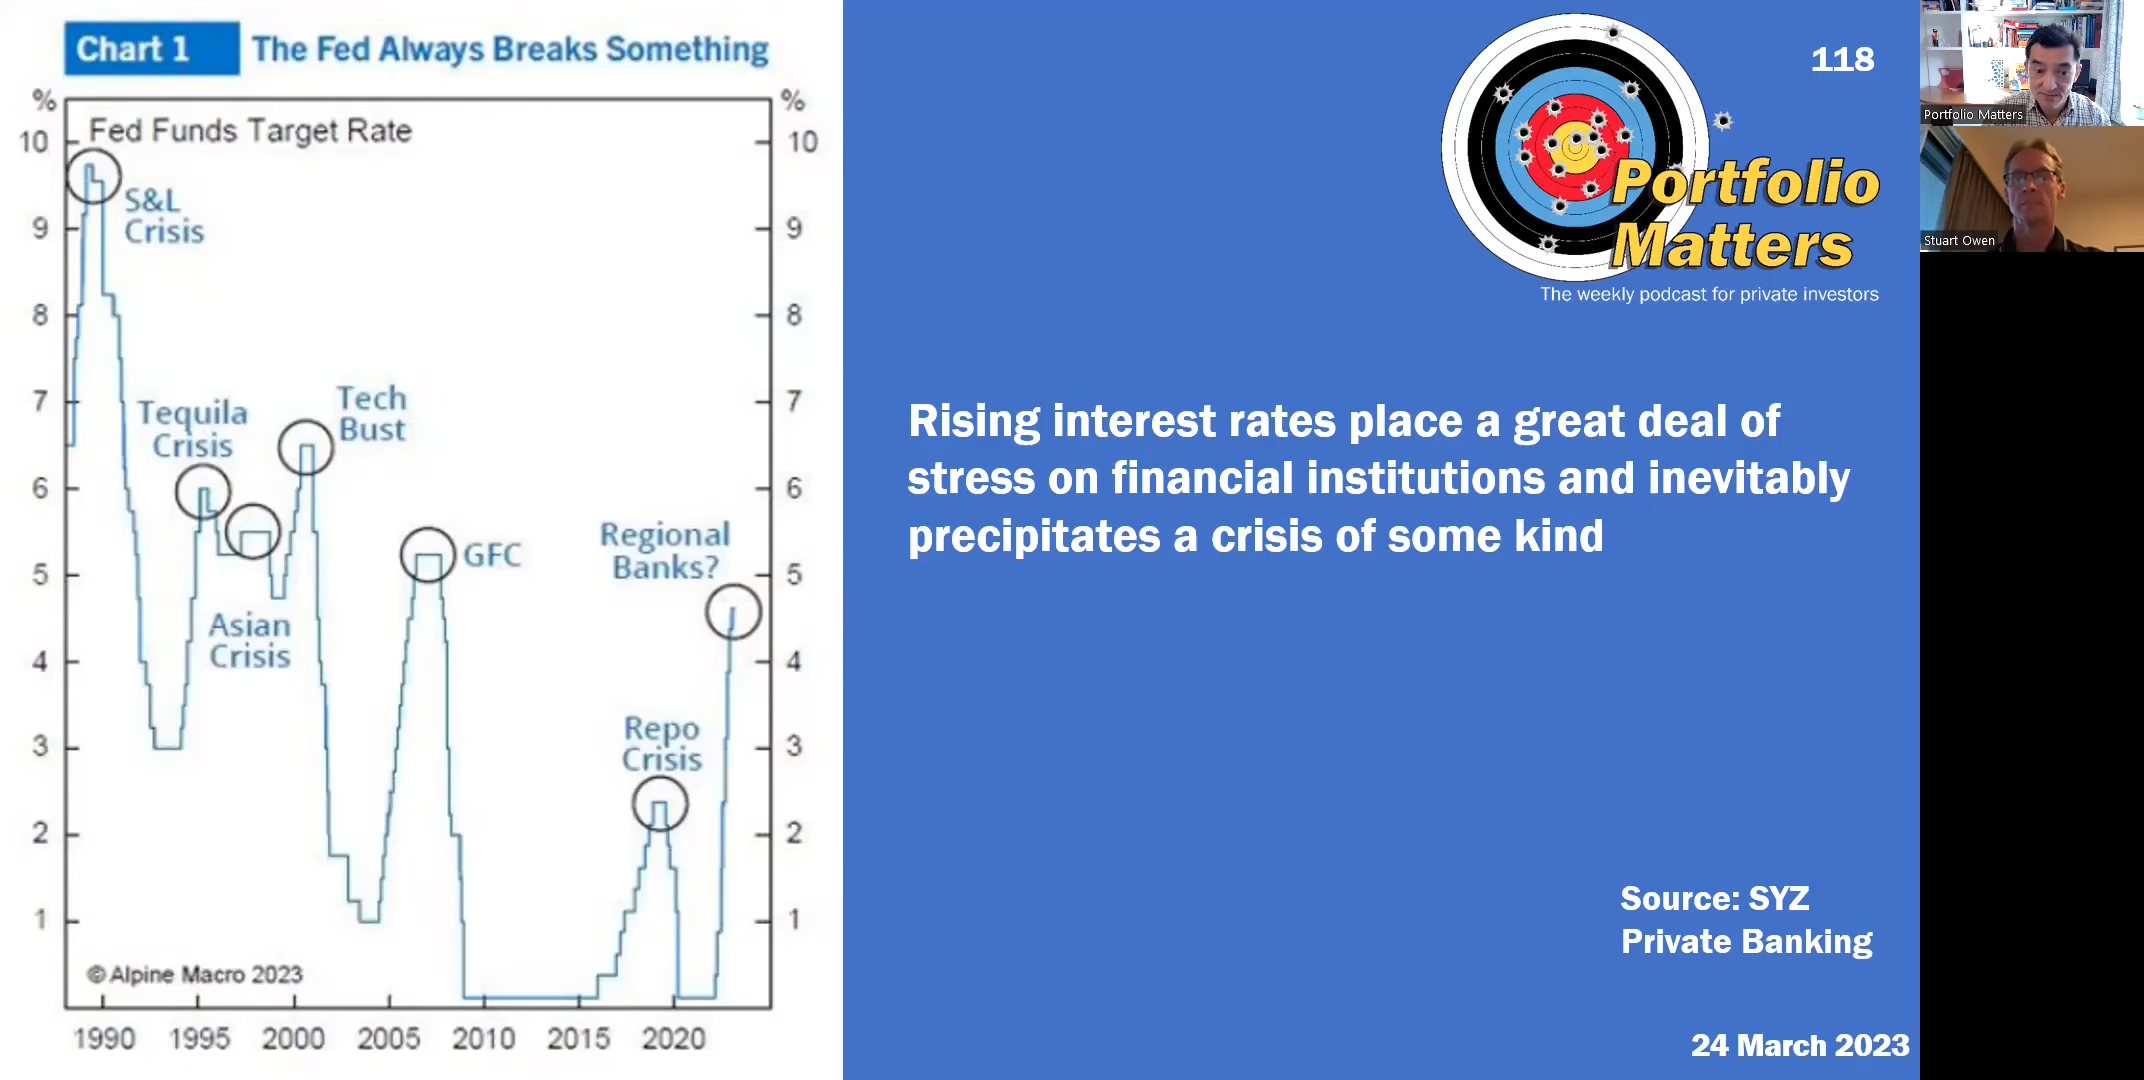 Chart 1 The Fed Always Breaks Something
% %
Fed Funds Target Rate
10 10
S&L
Crisis
9 9
8 8
7 7
Tequila
Crisis
Tech
Bust
6 6
Regional
Banks?
GFC
5 5
Asian
Crisis
4 4
3 3
Repo
Crisis
2 2
1 1
© Alpine Macro 2023
1990 1995 2000 2005 2010 2015 2020
118
Portfolio
Matters
The weekly podcast for private investors
Rising interest rates place a great deal of
stress on financial institutions and inevitably
precipitates a crisis of some kind
Source: SYZ
Private Banking
24 March 2023
Portfolio Matters
Stuart Owen